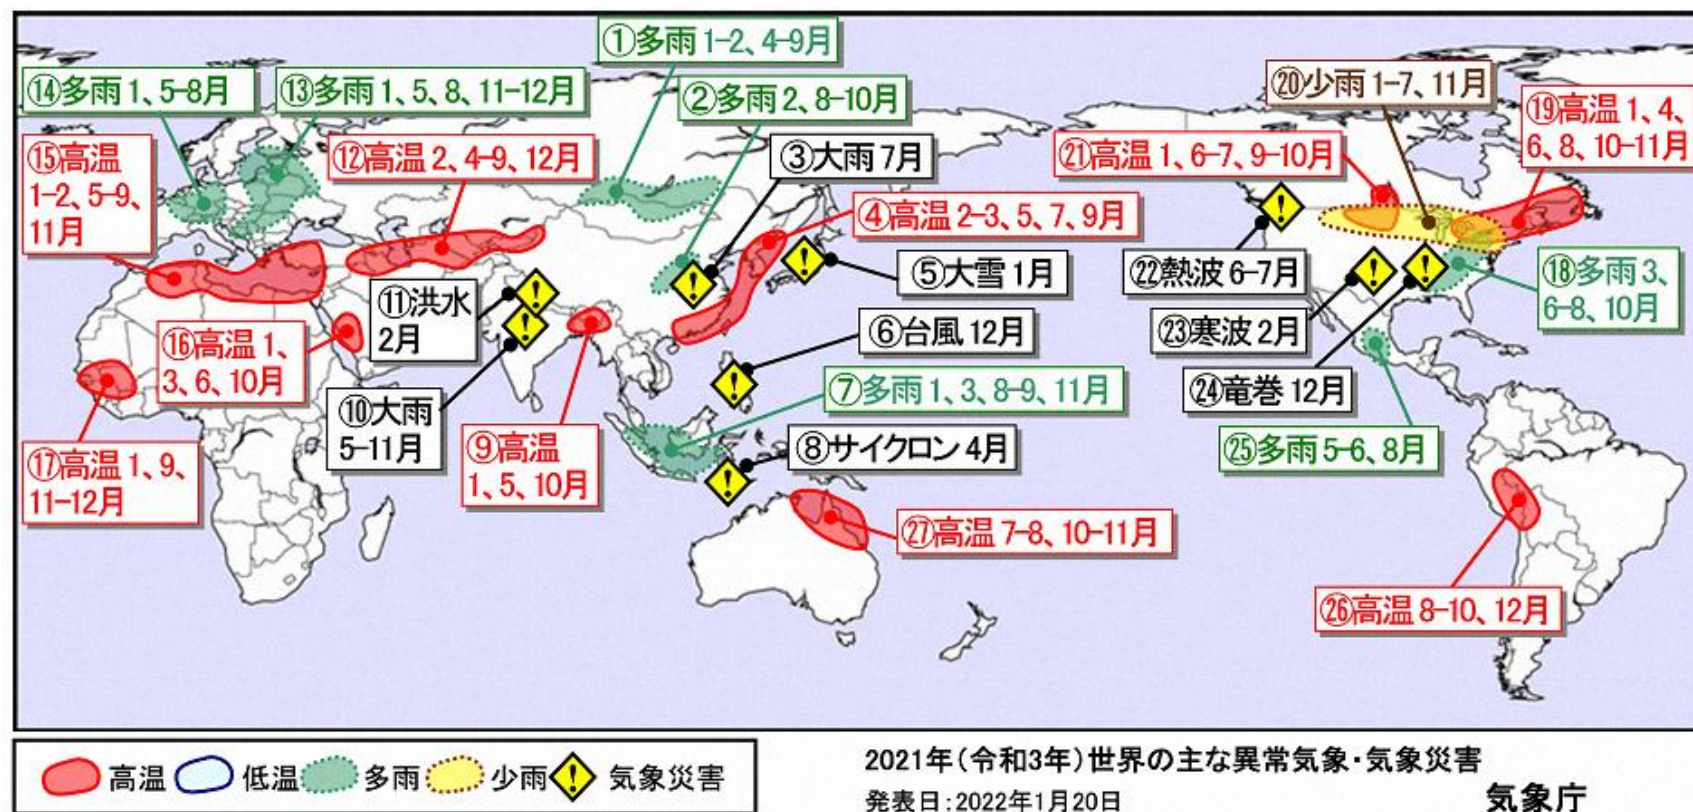 ①多雨 1-2、4-9月
②多雨 2、8-10月
③大雨 7月
④高温 2-3、5、7、9月
⑤大雪 1月
⑥台風 12月
⑦多雨 1、3、8-9、11月
⑧サイクロン 4月
⑨高温
1、5、10月
⑩大雨
5-11月
⑪洪水
2月
⑫高温 2、4-9、12月
⑬多雨 1、5、8、11-12月
⑭多雨 1、5-8月
⑮高温
1-2、5-9、
11月
⑯高温 1、
3、6、10月
⑰高温 1、9、
11-12月
⑱多雨 3、
6-8、10月
⑲高温 1、4、
6、8、10-11月
⑳少雨 1-7、11月
㉑高温 1、6-7、9-10月
㉒熱波 6-7月
㉓寒波 2月
㉔竜巻 12月
㉕多雨 5-6、8月
㉖高温 8-10、12月
㉗高温 7-8、10-11月
高温 低温 多雨 少雨 気象災害
2021年(令和3年)世界の主な異常気象・気象災害
発表日:2022年1月20日
気象庁